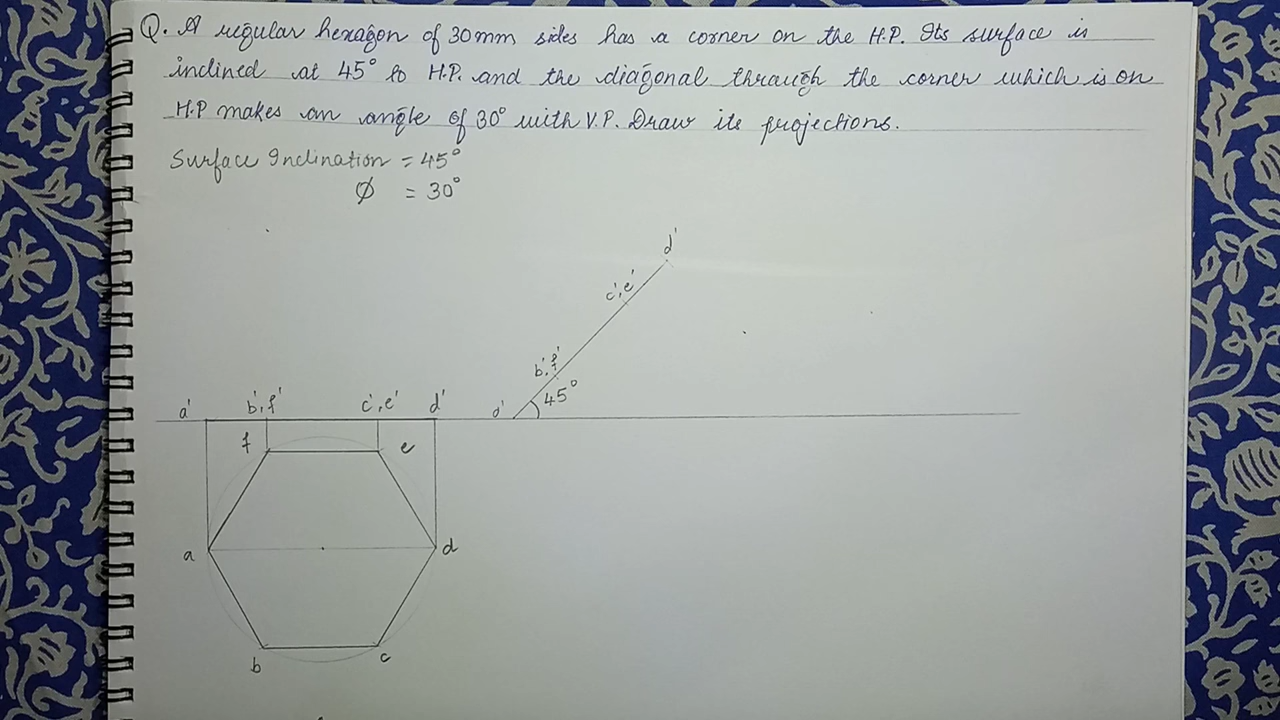 Q. A regular hexagon of 30mm sides has a corner on the H.P. Its surface is
inclined at 45° to H.P. and the diagonal through the corner which is on
H.P makes an angle of 30° with V.P. Draw its projections.
Surface Inclination = 45°
Ø = 30°
d'
c',e'
b',f'
45°
a' b',f' c',e' d' a'
f e
a d
b c